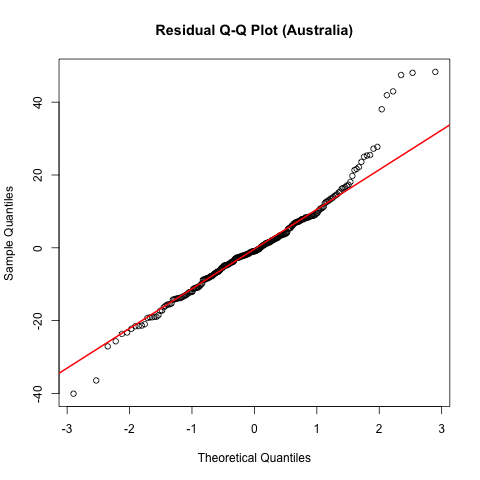 Residual Q-Q Plot (Australia)
Sample Quantiles
40
20
0
-20
-40
-3 -2 -1 0 1 2 3
Theoretical Quantiles